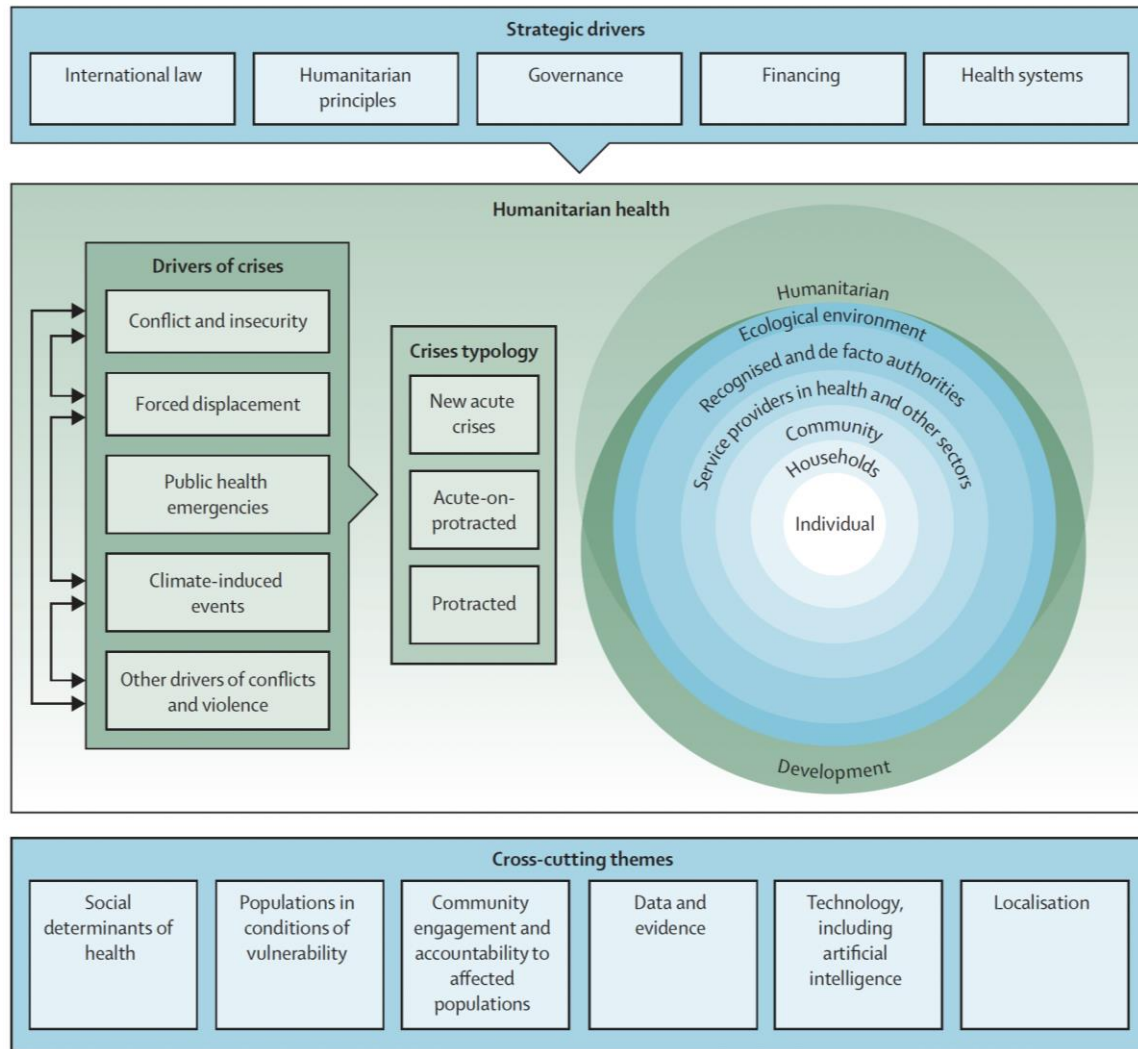 Strategic drivers
International law
Humanitarian
principles
Governance
Financing
Health systems
Humanitarian health
Drivers of crises
Conflict and insecurity
Forced displacement
Public health
emergencies
Climate-induced
events
Other drivers of conflicts
and violence
Crises typology
New acute
crises
Acute-on-
protracted
Protracted
Humanitarian
Ecological environment
Recognised and de facto authorities
Service providers in health and other sectors
Community
Households
Individual
Development
Cross-cutting themes
Social
determinants of
health
Populations in
conditions of
vulnerability
Community
engagement and
accountability to
affected
populations
Data and
evidence
Technology,
including
artificial
intelligence
Localisation